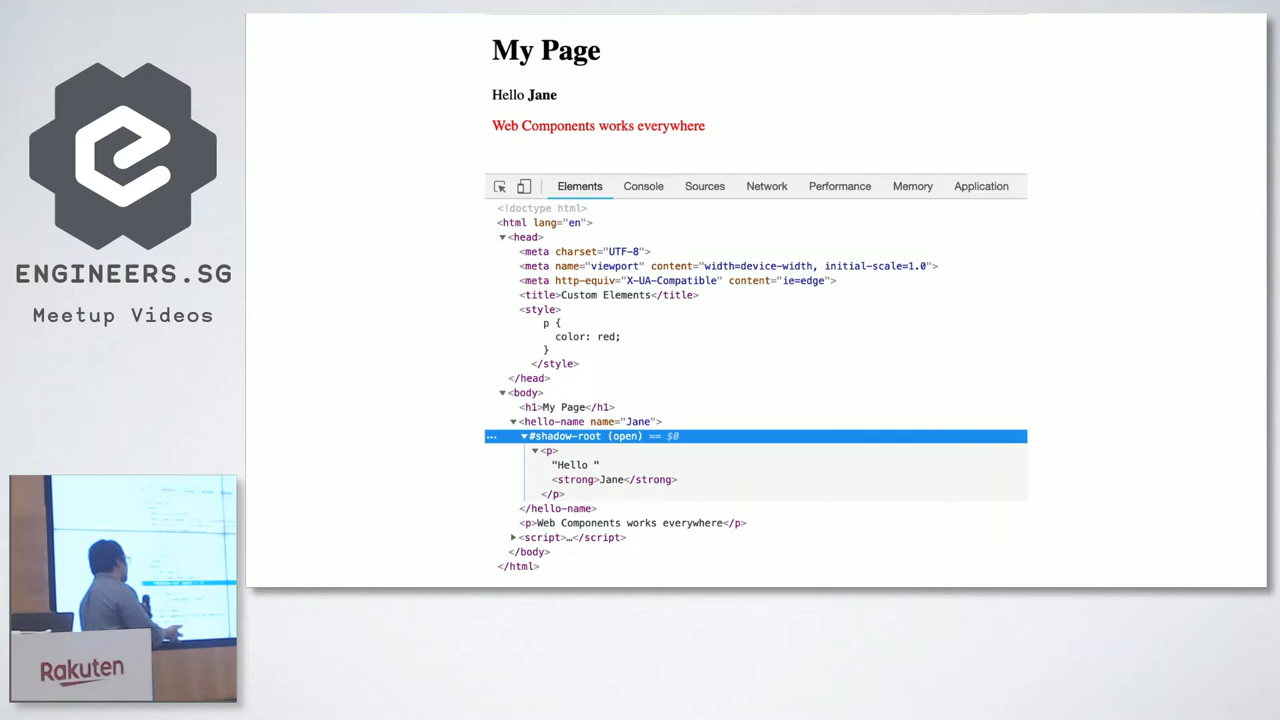 My Page
Hello Jane
Web Components works everywhere
Elements Console Sources Network Performance Memory Application
<!doctype html>
<html lang="en">
▼<head>
<meta charset="UTF-8">
<meta name="viewport" content="width=device-width, initial-scale=1.0">
<meta http-equiv="X-UA-Compatible" content="ie=edge">
<title>Custom Elements</title>
<style>
p {
color: red;
}
</style>
</head>
▼<body>
<h1>My Page</h1>
▼<hello-name name="Jane">
… ▼#shadow-root (open) == $0
▼<p>
"Hello "
<strong>Jane</strong>
</p>
</hello-name>
<p>Web Components works everywhere</p>
▶<script>…</script>
</body>
</html>
ENGINEERS.SG
Meetup Videos
Rakuten